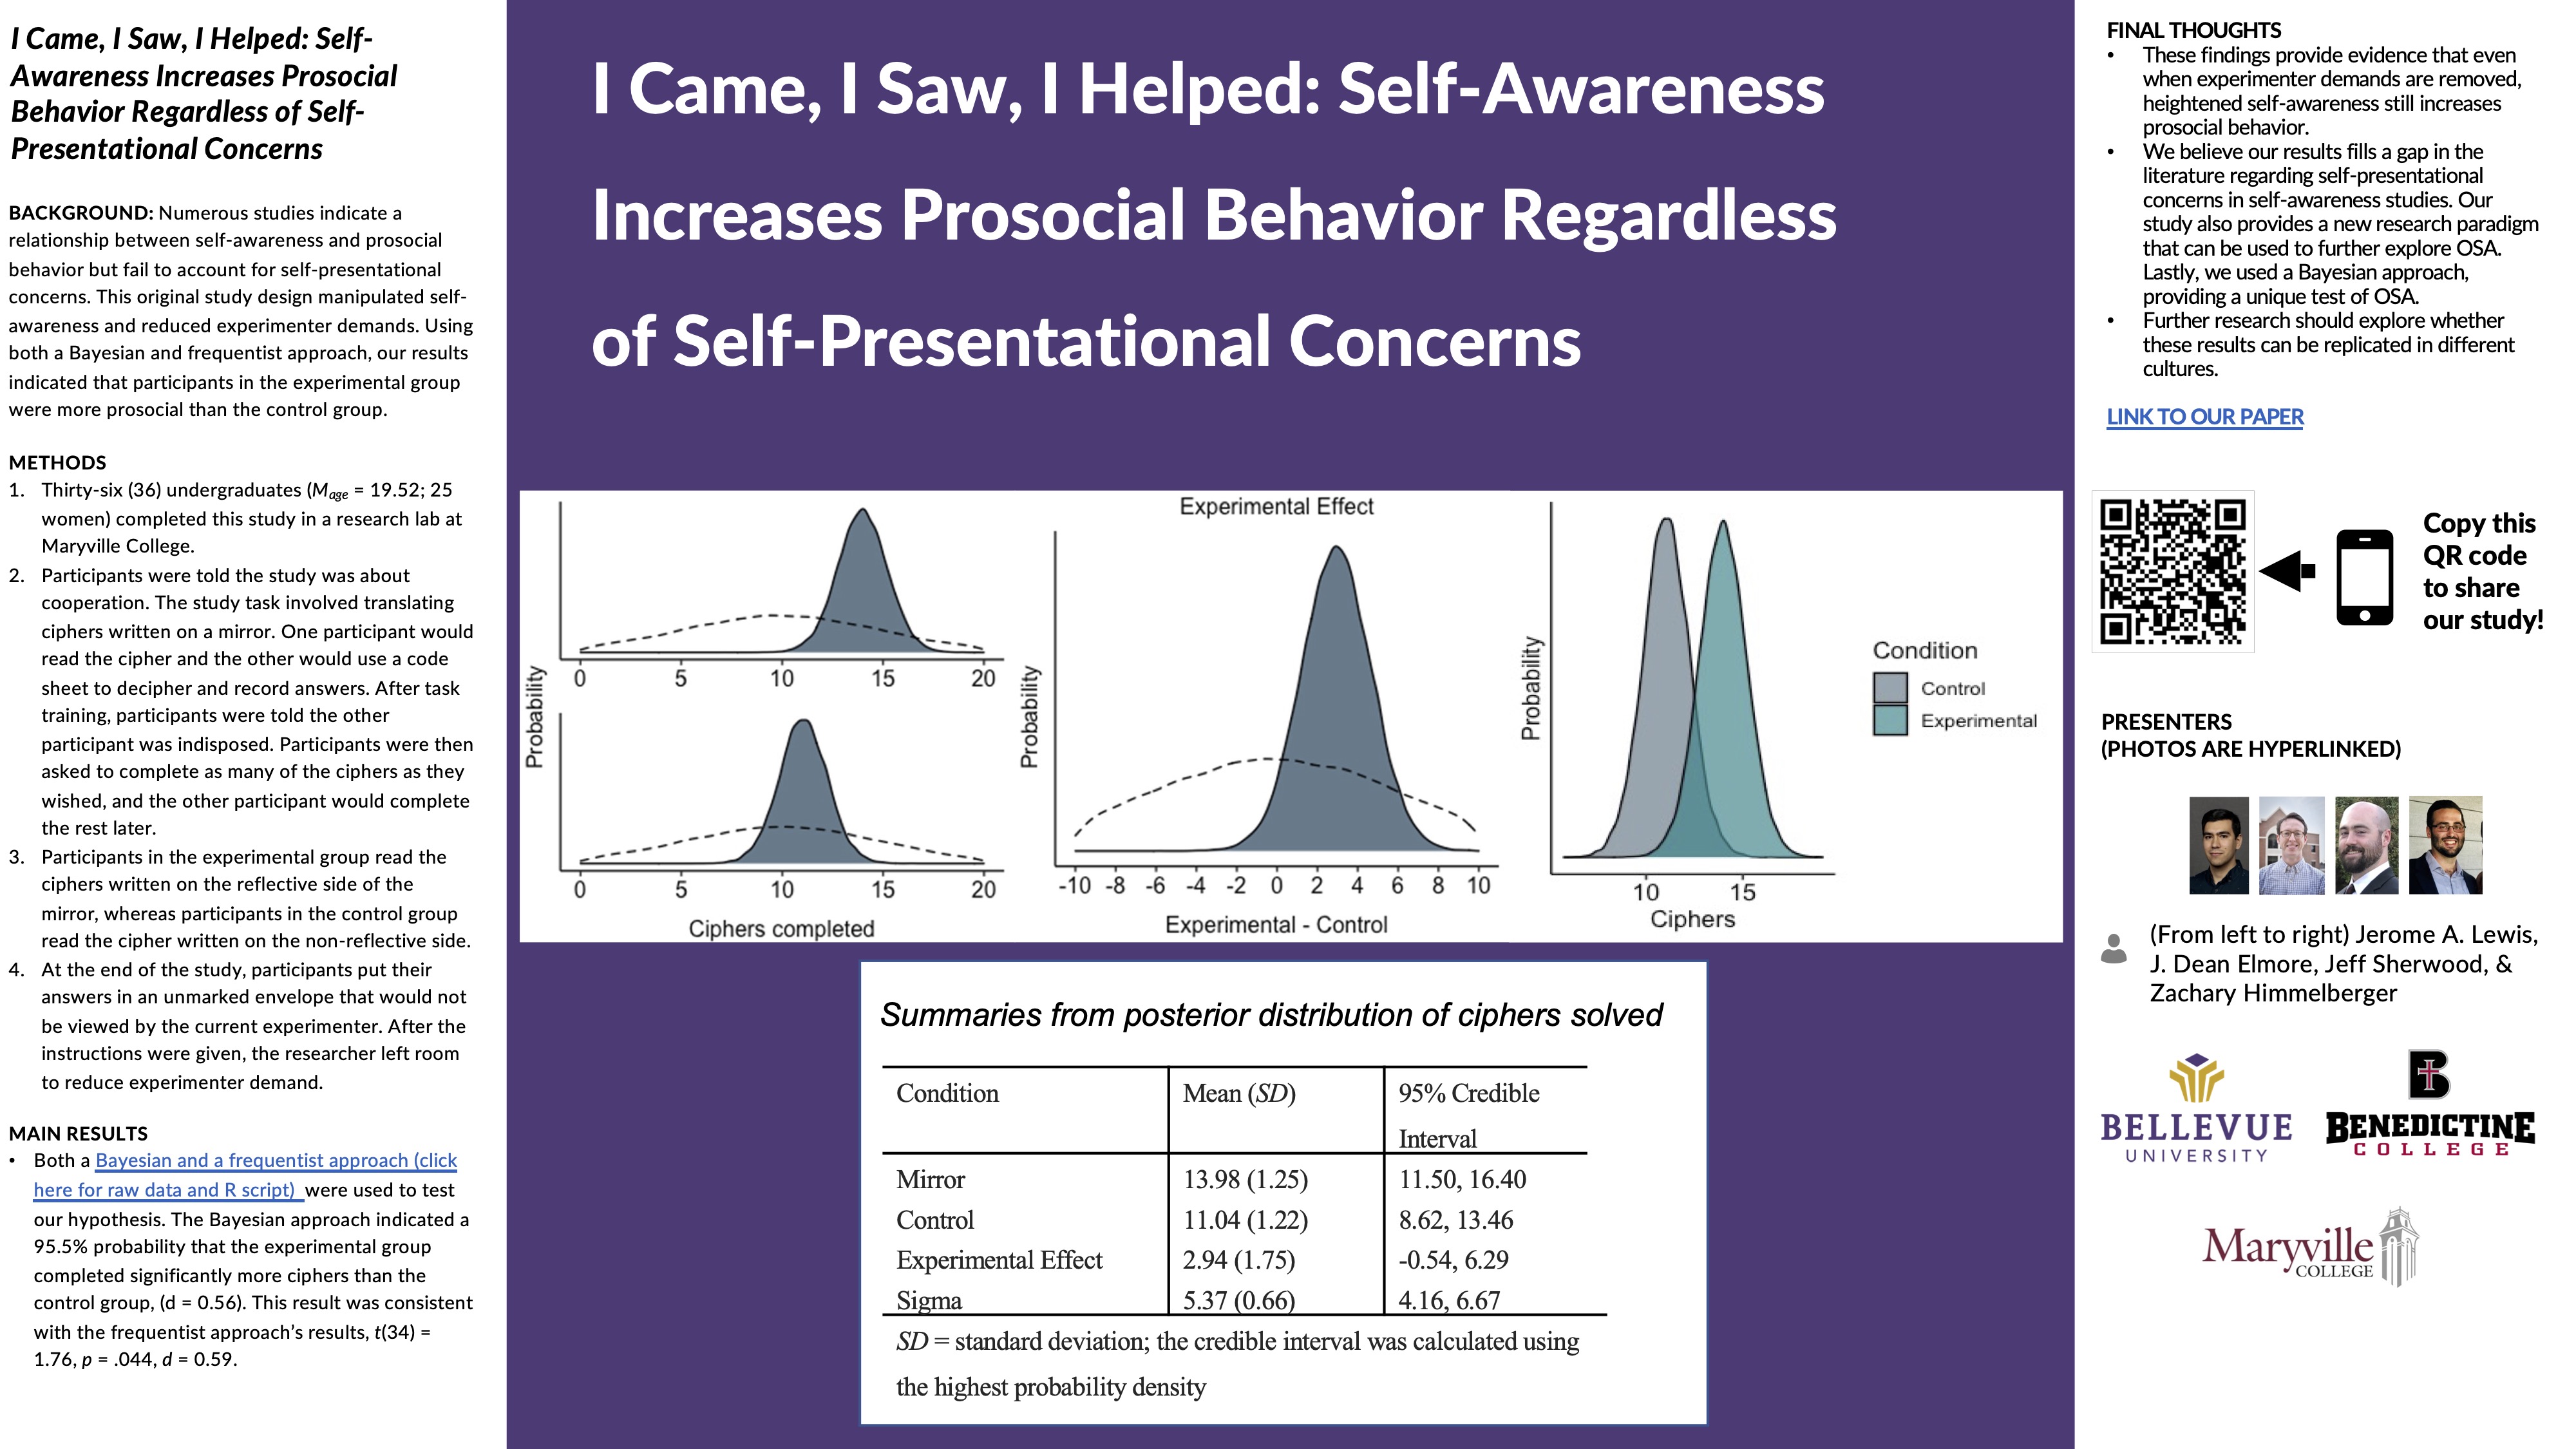 I Came, I Saw, I Helped: Self-
Awareness Increases Prosocial
Behavior Regardless of Self-
Presentational Concerns
BACKGROUND: Numerous studies indicate a
relationship between self-awareness and prosocial
behavior but fail to account for self-presentational
concerns. This original study design manipulated self-
awareness and reduced experimenter demands. Using
both a Bayesian and frequentist approach, our results
indicated that participants in the experimental group
were more prosocial than the control group.
METHODS
1. Thirty-six (36) undergraduates (Mage = 19.52; 25
women) completed this study in a research lab at
Maryville College.
2. Participants were told the study was about
cooperation. The study task involved translating
ciphers written on a mirror. One participant would
read the cipher and the other would use a code
sheet to decipher and record answers. After task
training, participants were told the other
participant was indisposed. Participants were then
asked to complete as many of the ciphers as they
wished, and the other participant would complete
the rest later.
3. Participants in the experimental group read the
ciphers written on the reflective side of the
mirror, whereas participants in the control group
read the cipher written on the non-reflective side.
4. At the end of the study, participants put their
answers in an unmarked envelope that would not
be viewed by the current experimenter. After the
instructions were given, the researcher left room
to reduce experimenter demand.
MAIN RESULTS
• Both a Bayesian and a frequentist approach (click
here for raw data and R script) were used to test
our hypothesis. The Bayesian approach indicated a
95.5% probability that the experimental group
completed significantly more ciphers than the
control group, (d = 0.56). This result was consistent
with the frequentist approach's results, t(34) =
1.76, p = .044, d = 0.59.
I Came, I Saw, I Helped: Self-Awareness
Increases Prosocial Behavior Regardless
of Self-Presentational Concerns
0 5 10 15 20
Probability
0 5 10 15 20
Ciphers completed
Experimental Effect
Probability
-10 -8 -6 -4 -2 0 2 4 6 8 10
Experimental - Control
Probability
10 15
Ciphers
Condition
Control
Experimental
Summaries from posterior distribution of ciphers solved
Condition Mean (SD) 95% Credible
Interval
Mirror 13.98 (1.25) 11.50, 16.40
Control 11.04 (1.22) 8.62, 13.46
Experimental Effect 2.94 (1.75) -0.54, 6.29
Sigma 5.37 (0.66) 4.16, 6.67
SD = standard deviation; the credible interval was calculated using
the highest probability density
FINAL THOUGHTS
• These findings provide evidence that even
when experimenter demands are removed,
heightened self-awareness still increases
prosocial behavior.
• We believe our results fills a gap in the
literature regarding self-presentational
concerns in self-awareness studies. Our
study also provides a new research paradigm
that can be used to further explore OSA.
Lastly, we used a Bayesian approach,
providing a unique test of OSA.
• Further research should explore whether
these results can be replicated in different
cultures.
LINK TO OUR PAPER
Copy this
QR code
to share
our study!
PRESENTERS
(PHOTOS ARE HYPERLINKED)
(From left to right) Jerome A. Lewis,
J. Dean Elmore, Jeff Sherwood, &
Zachary Himmelberger
BELLEVUE
UNIVERSITY
B
BENEDICTINE
COLLEGE
Maryville
COLLEGE